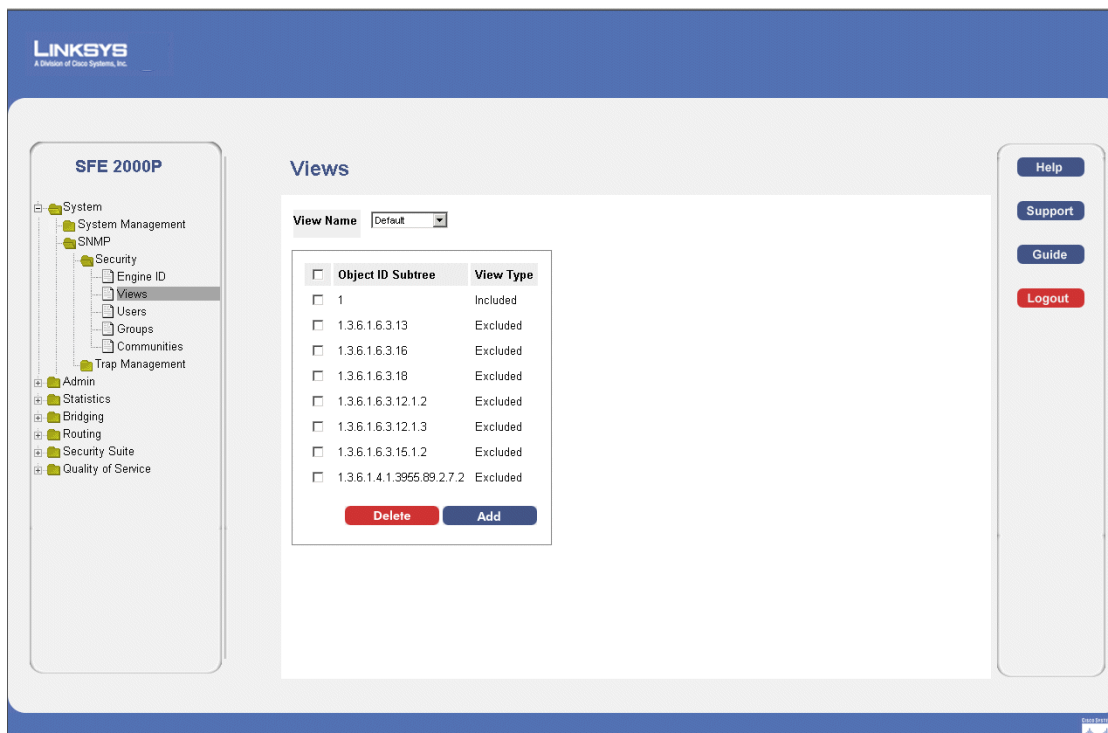 LINKSYS
A Division of Cisco Systems, Inc.
SFE 2000P
System
System Management
SNMP
Security
Engine ID
Views
Users
Groups
Communities
Trap Management
Admin
Statistics
Bridging
Routing
Security Suite
Quality of Service
Views
View Name Default
Object ID Subtree View Type
1 Included
1.3.6.1.6.3.13 Excluded
1.3.6.1.6.3.16 Excluded
1.3.6.1.6.3.18 Excluded
1.3.6.1.6.3.12.1.2 Excluded
1.3.6.1.6.3.12.1.3 Excluded
1.3.6.1.6.3.15.1.2 Excluded
1.3.6.1.4.1.3955.89.2.7.2 Excluded
Delete Add
Help
Support
Guide
Logout